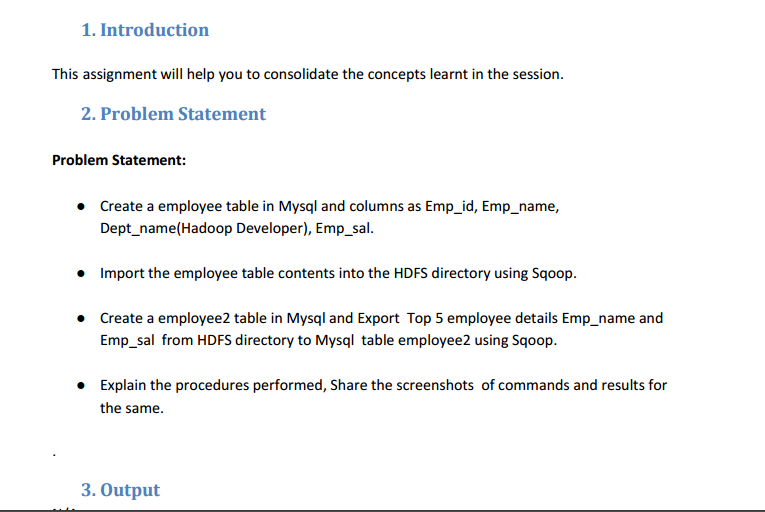 1. Introduction
This assignment will help you to consolidate the concepts learnt in the session.
2. Problem Statement
Problem Statement:
● Create a employee table in Mysql and columns as Emp_id, Emp_name,
Dept_name(Hadoop Developer), Emp_sal.
● Import the employee table contents into the HDFS directory using Sqoop.
● Create a employee2 table in Mysql and Export Top 5 employee details Emp_name and
Emp_sal from HDFS directory to Mysql table employee2 using Sqoop.
● Explain the procedures performed, Share the screenshots of commands and results for
the same.
.
3. Output